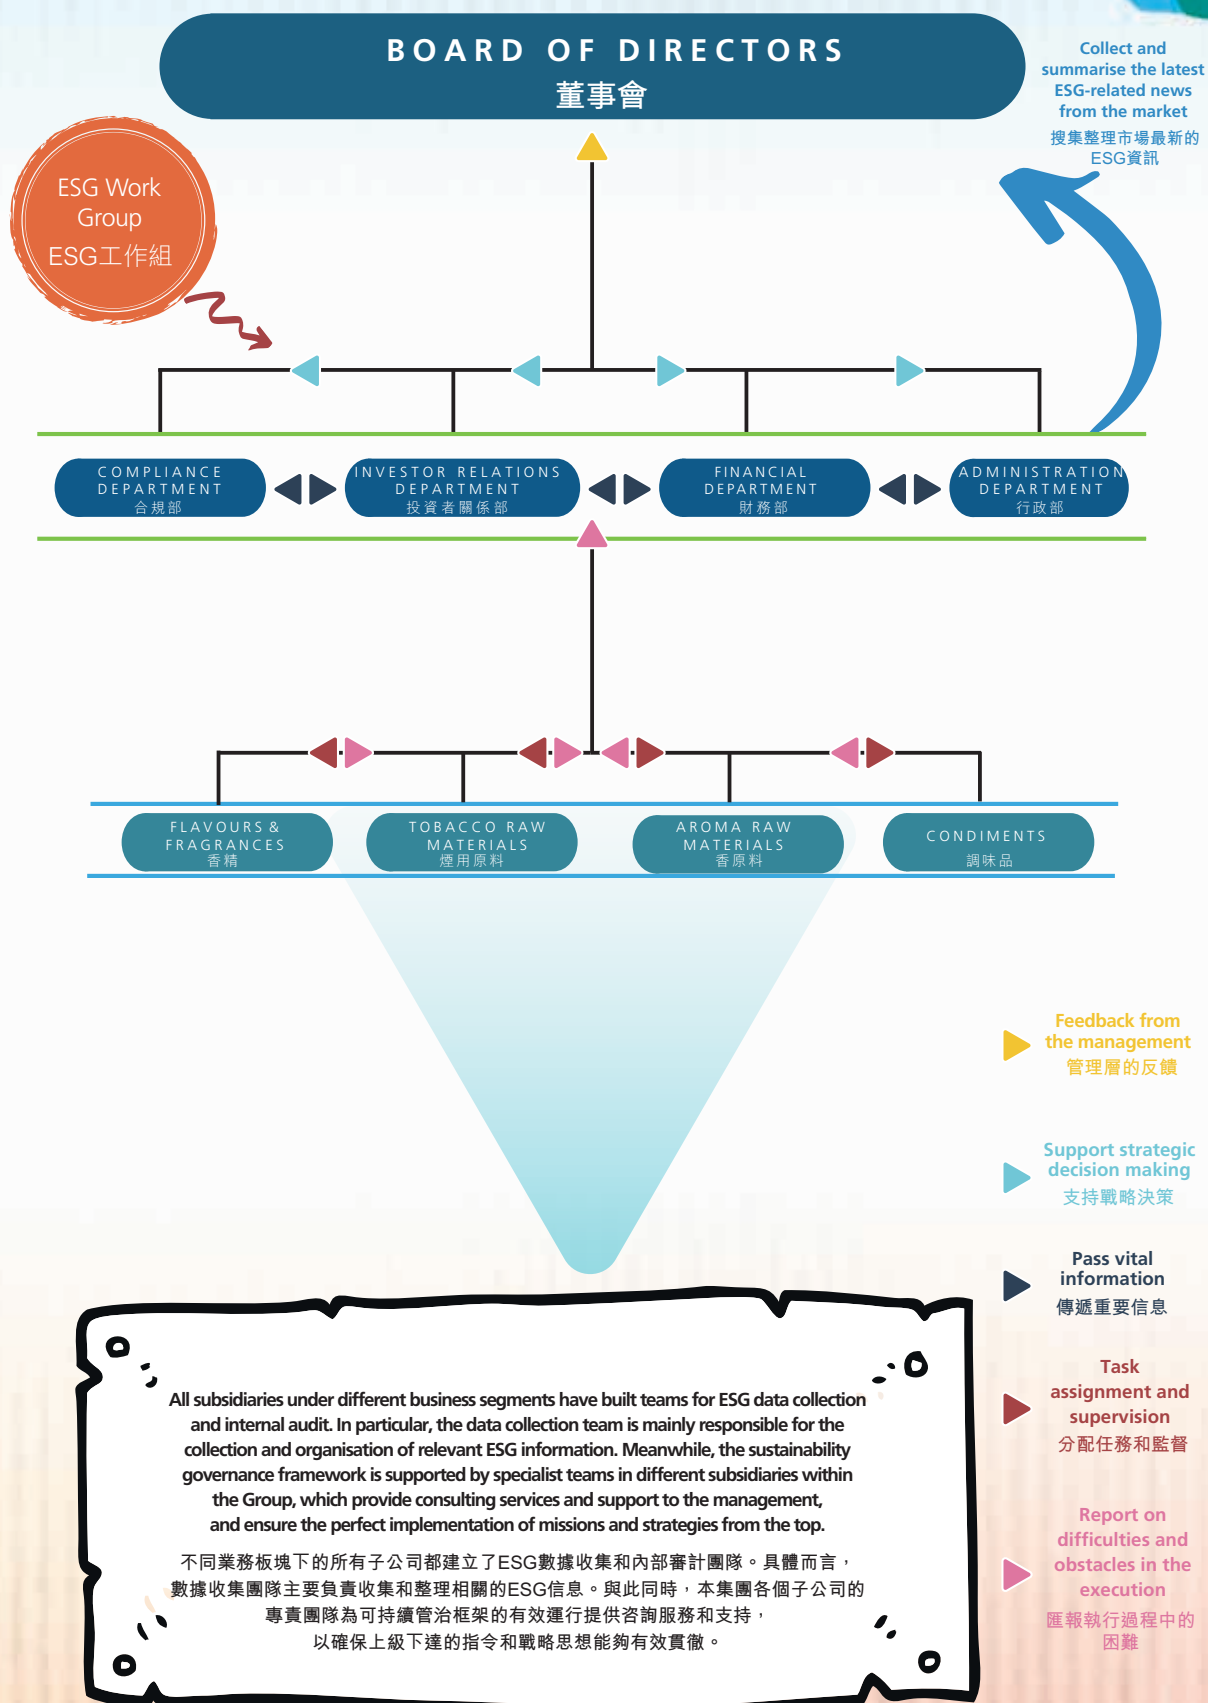 BOARD OF DIRECTORS
董事會
Collect and
summarise the latest
ESG-related news
from the market
搜集整理市場最新的
ESG資訊
ESG Work
Group
ESG工作組
COMPLIANCE
DEPARTMENT
合規部
INVESTOR RELATIONS
DEPARTMENT
投資者關係部
FINANCIAL
DEPARTMENT
財務部
ADMINISTRATION
DEPARTMENT
行政部
FLAVOURS &
FRAGRANCES
香精
TOBACCO RAW
MATERIALS
煙用原料
AROMA RAW
MATERIALS
香原料
CONDIMENTS
調味品
Feedback from
the management
管理層的反饋
Support strategic
decision making
支持戰略決策
Pass vital
information
傳遞重要信息
Task
assignment and
supervision
分配任務和監督
Report on
difficulties and
obstacles in the
execution
匯報執行過程中的
困難
All subsidiaries under different business segments have built teams for ESG data collection
and internal audit. In particular, the data collection team is mainly responsible for the
collection and organisation of relevant ESG information. Meanwhile, the sustainability
governance framework is supported by specialist teams in different subsidiaries within
the Group, which provide consulting services and support to the management,
and ensure the perfect implementation of missions and strategies from the top.
不同業務板塊下的所有子公司都建立了ESG數據收集和內部審計團隊。具體而言，
數據收集團隊主要負責收集和整理相關的ESG信息。與此同時，本集團各個子公司的
專責團隊為可持續管治框架的有效運行提供咨詢服務和支持，
以確保上級下達的指令和戰略思想能夠有效貫徹。